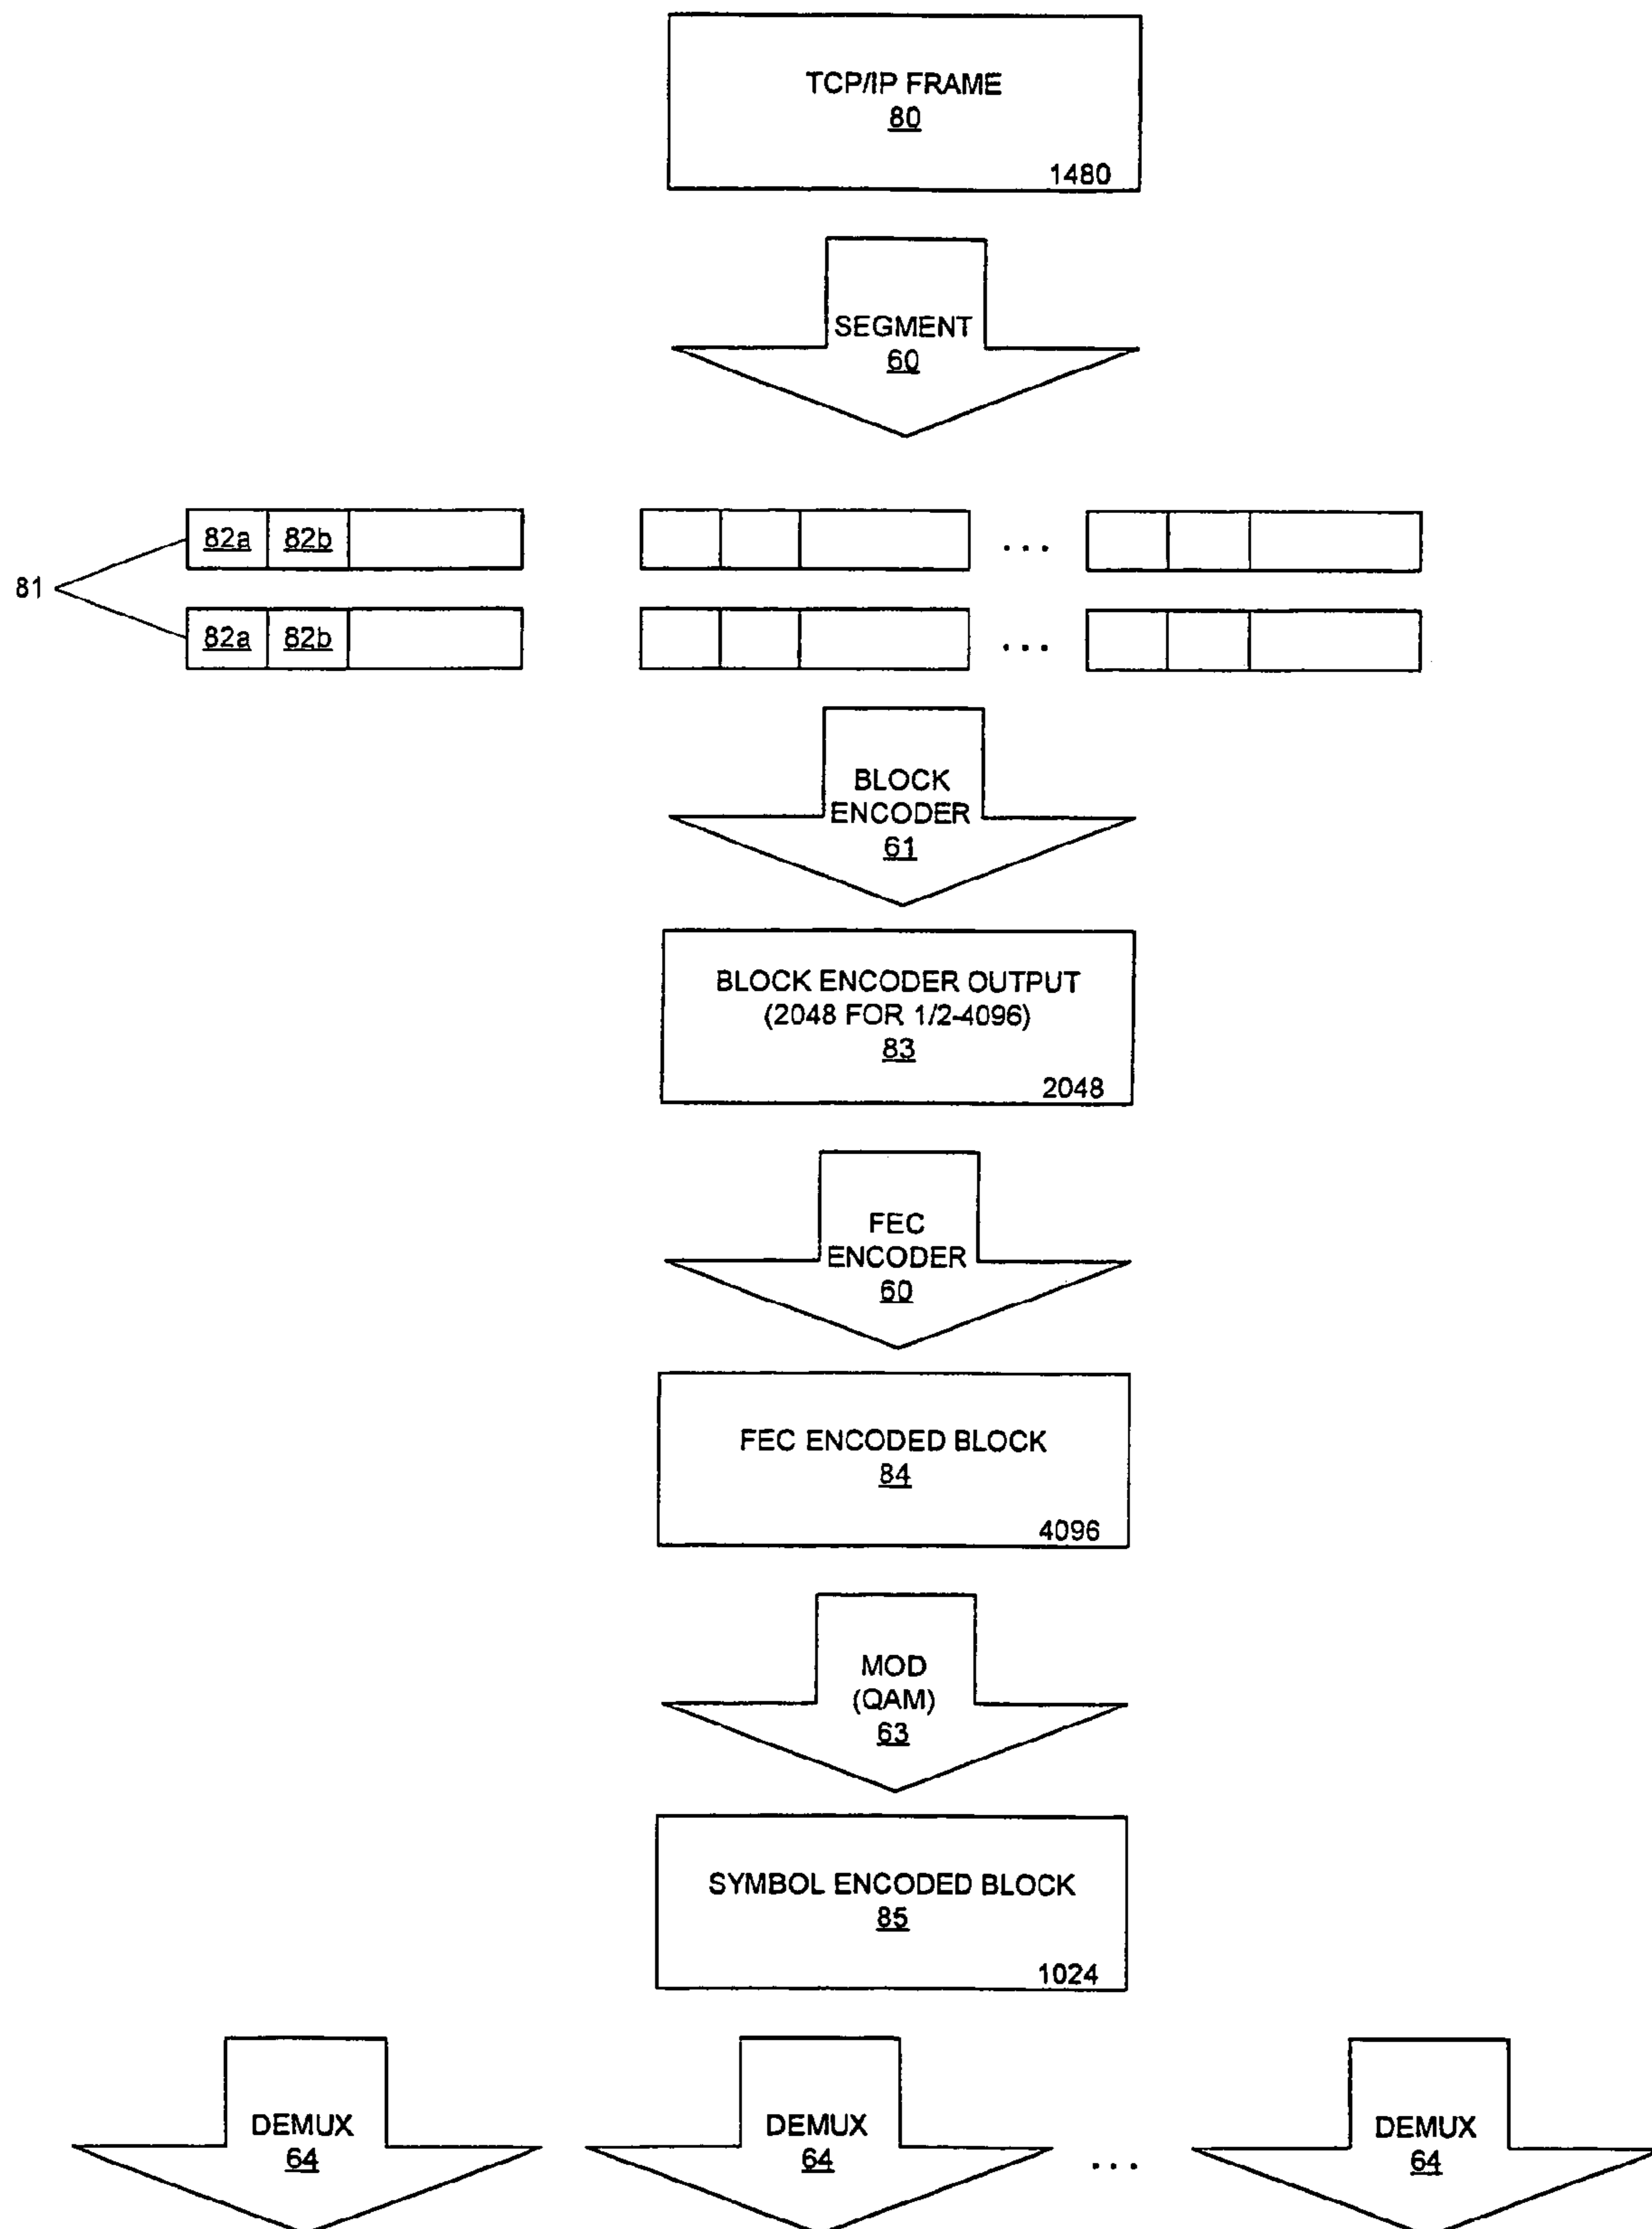 TCP/IP FRAME
80
1480
SEGMENT
60
82a 82b
...
81
82a 82b
...
BLOCK
ENCODER
61
BLOCK ENCODER OUTPUT
(2048 FOR 1/2-4096)
83
2048
FEC
ENCODER
60
FEC ENCODED BLOCK
84
4096
MOD
(QAM)
63
SYMBOL ENCODED BLOCK
85
1024
DEMUX
64
DEMUX
64
...
DEMUX
64